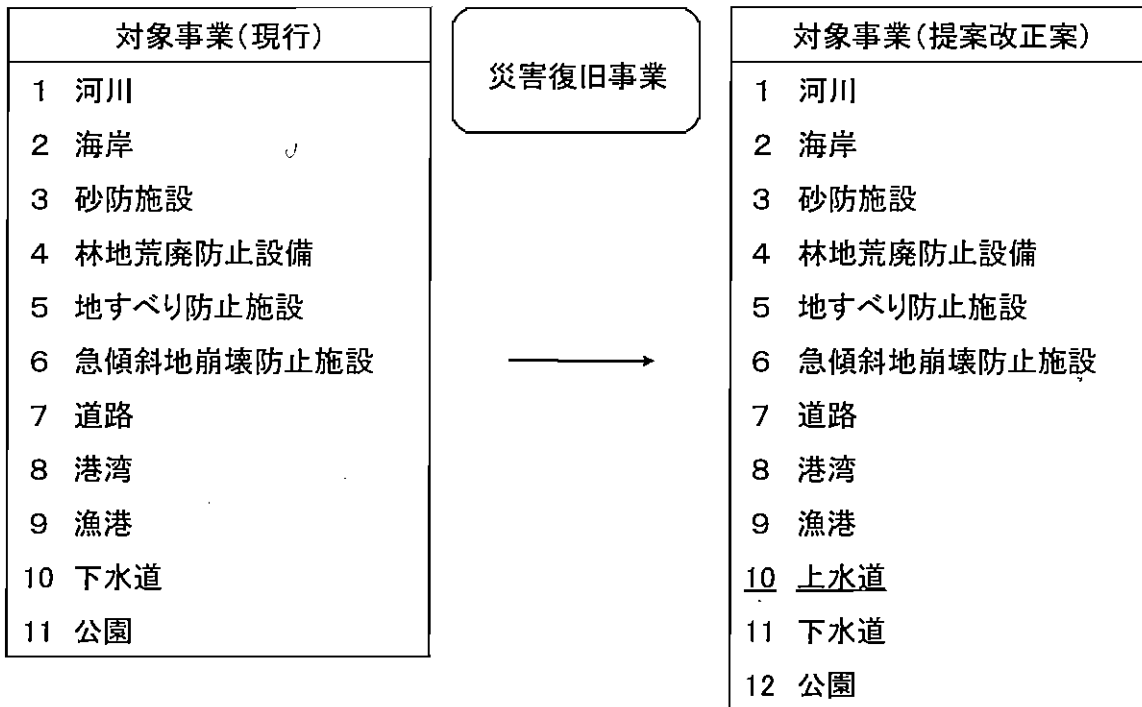 対象事業(現行)
1 河川
2 海岸
3 砂防施設
4 林地荒廃防止設備
5 地すべり防止施設
6 急傾斜地崩壊防止施設
7 道路
8 港湾
9 漁港
10 下水道
11 公園
災害復旧事業
対象事業(提案改正案)
1 河川
2 海岸
3 砂防施設
4 林地荒廃防止設備
5 地すべり防止施設
6 急傾斜地崩壊防止施設
7 道路
8 港湾
9 漁港
10 上水道
11 下水道
12 公園